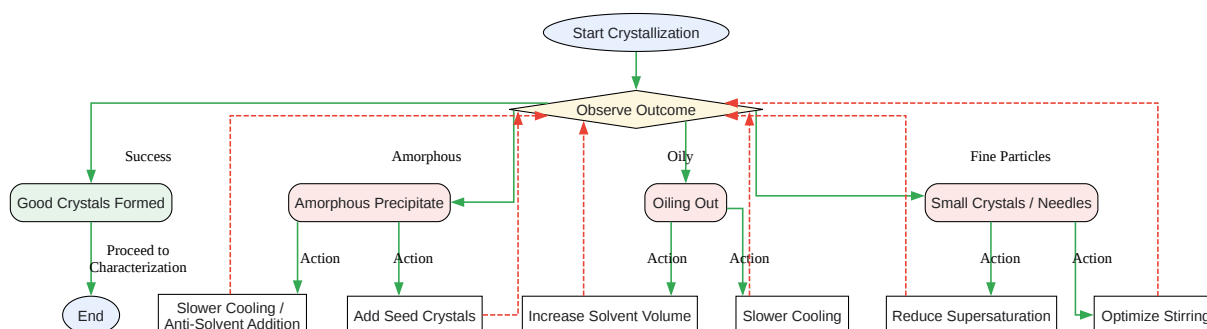 Start Crystallization
Observe Outcome
Success
Amorphous
Oily
Fine Particles
Good Crystals Formed
Amorphous Precipitate
Oiling Out
Small Crystals / Needles
Proceed to
Characterization
Action
Action
Action
Action
Action
Action
End
Slower Cooling /
Anti-Solvent Addition
Add Seed Crystals
Increase Solvent Volume
Slower Cooling
Reduce Supersaturation
Optimize Stirring